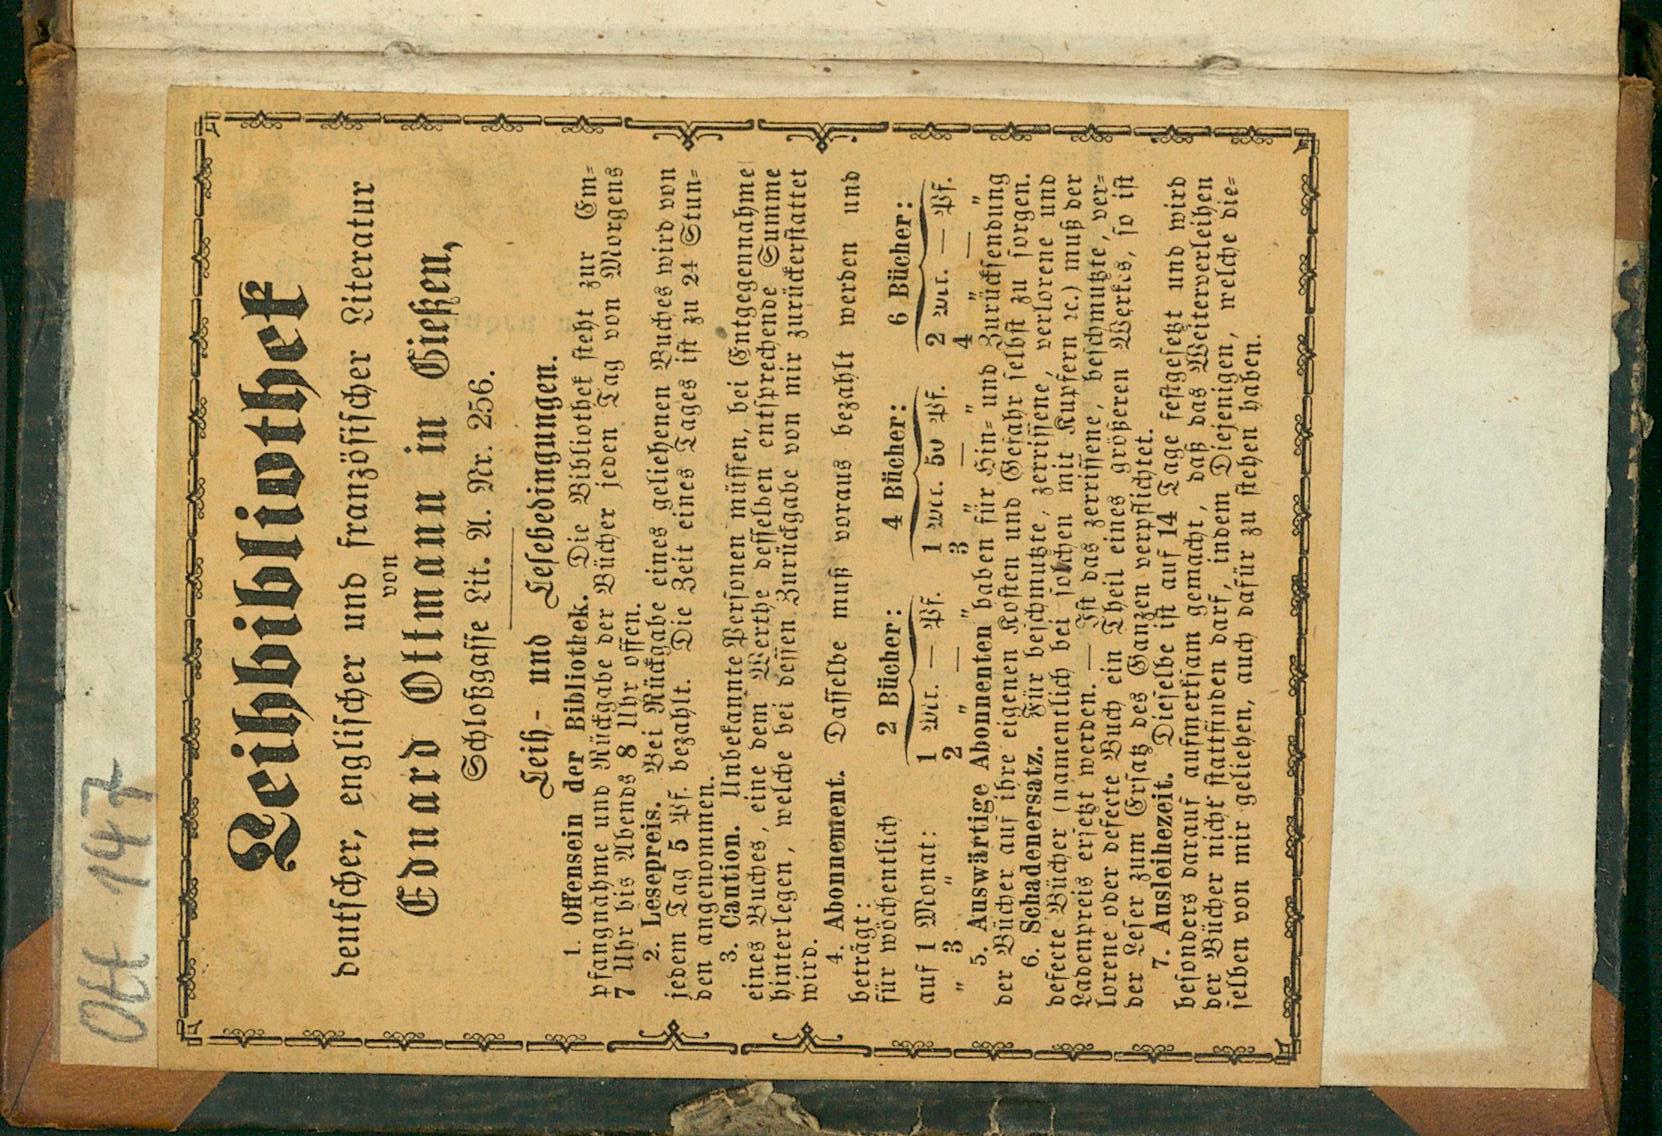 Ott 147
Leihbibliothek
deutscher, englischer und französischer Literatur
von
Eduard Ottmann in Gießen,
Schloßgasse Lit. A. Nr. 256.
Leih- und Lesebedingungen.
1. Offensein der Bibliothek. Die Bibliothek steht zur Em-
pfangnahme und Rückgabe der Bücher jeden Tag von Morgens
7 Uhr bis Abends 8 Uhr offen.
2. Lesepreis. Bei Rückgabe eines geliehenen Buches wird von
jedem Tag 5 Pf. bezahlt. Die Zeit eines Tages ist zu 24 Stun-
den angenommen.
3. Caution. Unbekannte Personen müssen, bei Entgegennahme
eines Buches, eine dem Werthe desselben entsprechende Summe
hinterlegen, welche bei dessen Zurückgabe von mir zurückerstattet
wird.
4. Abonnement. Dasselbe muß voraus bezahlt werden und
beträgt:
für wöchentlich 2 Bücher: 4 Bücher: 6 Bücher:
auf 1 Monat: 1 Mk. — Pf. 1 Mk. 50 Pf. 2 Mk. — Pf.
„ 3 „ 2 „ — „ 3 „ — „ 4 „ — „
5. Auswärtige Abonnenten haben für Hin- und Zurücksendung
der Bücher auf ihre eigenen Kosten und Gefahr selbst zu sorgen.
6. Schadenersatz. Für beschmutzte, zerrissene, verlorene und
defecte Bücher (namentlich bei solchen mit Kupfern ꝛc.) muß der
Ladenpreis ersetzt werden. — Ist das zerrissene, beschmutzte, ver-
lorene oder defecte Buch ein Theil eines größeren Werkes, so ist
der Leser zum Ersatz des Ganzen verpflichtet.
7. Ausleihezeit. Dieselbe ist auf 14 Tage festgesetzt und wird
besonders darauf aufmerksam gemacht, daß das Weiterverleihen
der Bücher nicht stattfinden darf, indem Diejenigen, welche die-
selben von mir geliehen, auch dafür zu stehen haben.